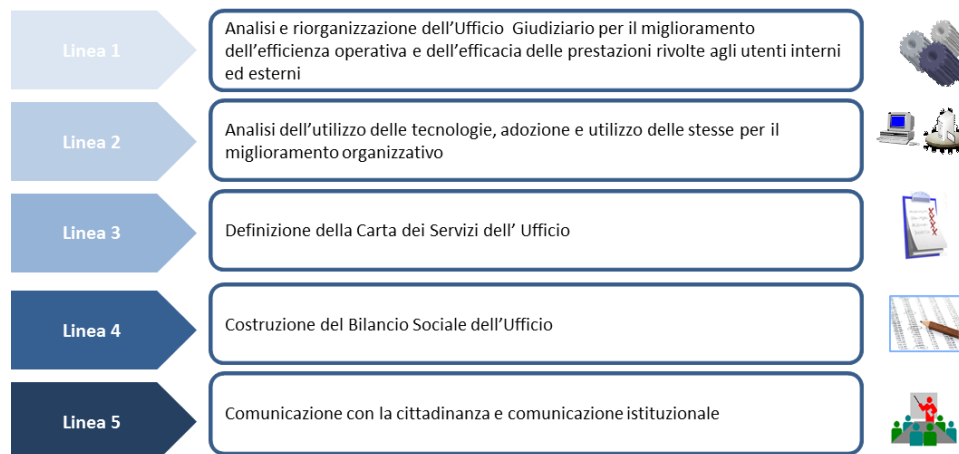 Linea 1
Analisi e riorganizzazione dell’Ufficio  Giudiziario per il miglioramento
dell’efficienza operativa e dell’efficacia delle prestazioni rivolte agli utenti interni
ed esterni
Linea 2
Analisi dell’utilizzo delle tecnologie, adozione e utilizzo delle stesse per il
miglioramento organizzativo
Linea 3
Definizione della Carta dei Servizi dell’ Ufficio
Linea 4
Costruzione del Bilancio Sociale dell’Ufficio
Linea 5
Comunicazione con la cittadinanza e comunicazione istituzionale